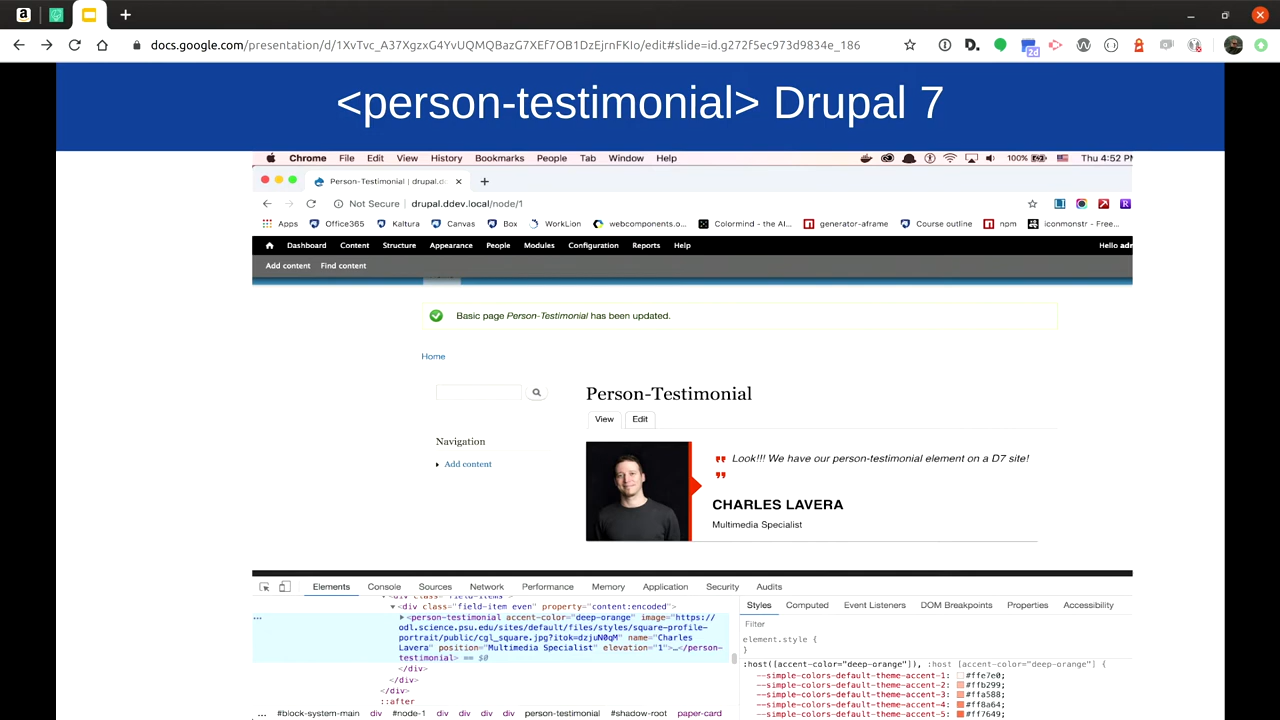 docs.google.com/presentation/d/1XvTvc_A37XgzxG4YvUQMQBazG7XEf7OB1DzEjrnFKIo/edit#slide=id.g272f5ec973d9834e_186
2d
<person-testimonial> Drupal 7
Chrome File Edit View History Bookmarks People Tab Window Help 100% Thu 4:52 PM
Person-Testimonial | drupal.d
Not Secure | drupal.ddev.local/node/1
Apps Office365 Kaltura Canvas Box WorkLion webcomponents.o... Colormind - the AI... generator-aframe Course outline npm iconmonstr - Free...
Dashboard Content Structure Appearance People Modules Configuration Reports Help Hello
Add content Find content
Basic page Person-Testimonial has been updated.
Home
Person-Testimonial
View Edit
Navigation
Add content
Look!!! We have our person-testimonial element on a D7 site!
CHARLES LAVERA
Multimedia Specialist
Elements Console Sources Network Performance Memory Application Security Audits
<div class="field-items">
<div class="field-item even" property="content:encoded">
<person-testimonial accent-color="deep-orange" image="https://
odl.science.psu.edu/sites/default/files/styles/square-profile-
portrait/public/cgl_square.jpg?itok=dzjuN0qM" name="Charles
Lavera" position="Multimedia Specialist" elevation="1">…</person-
testimonial> == $0
</div>
</div>
</div>
::after
... #block-system-main div #node-1 div div div div person-testimonial #shadow-root paper-card
Styles Computed Event Listeners DOM Breakpoints Properties Accessibility
Filter
element.style {
}
:host([accent-color="deep-orange"]), :host [accent-color="deep-orange"] {
--simple-colors-default-theme-accent-1: #ffe7e0;
--simple-colors-default-theme-accent-2: #ffb299;
--simple-colors-default-theme-accent-3: #ffa588;
--simple-colors-default-theme-accent-4: #ff8a64;
--simple-colors-default-theme-accent-5: #ff7649;